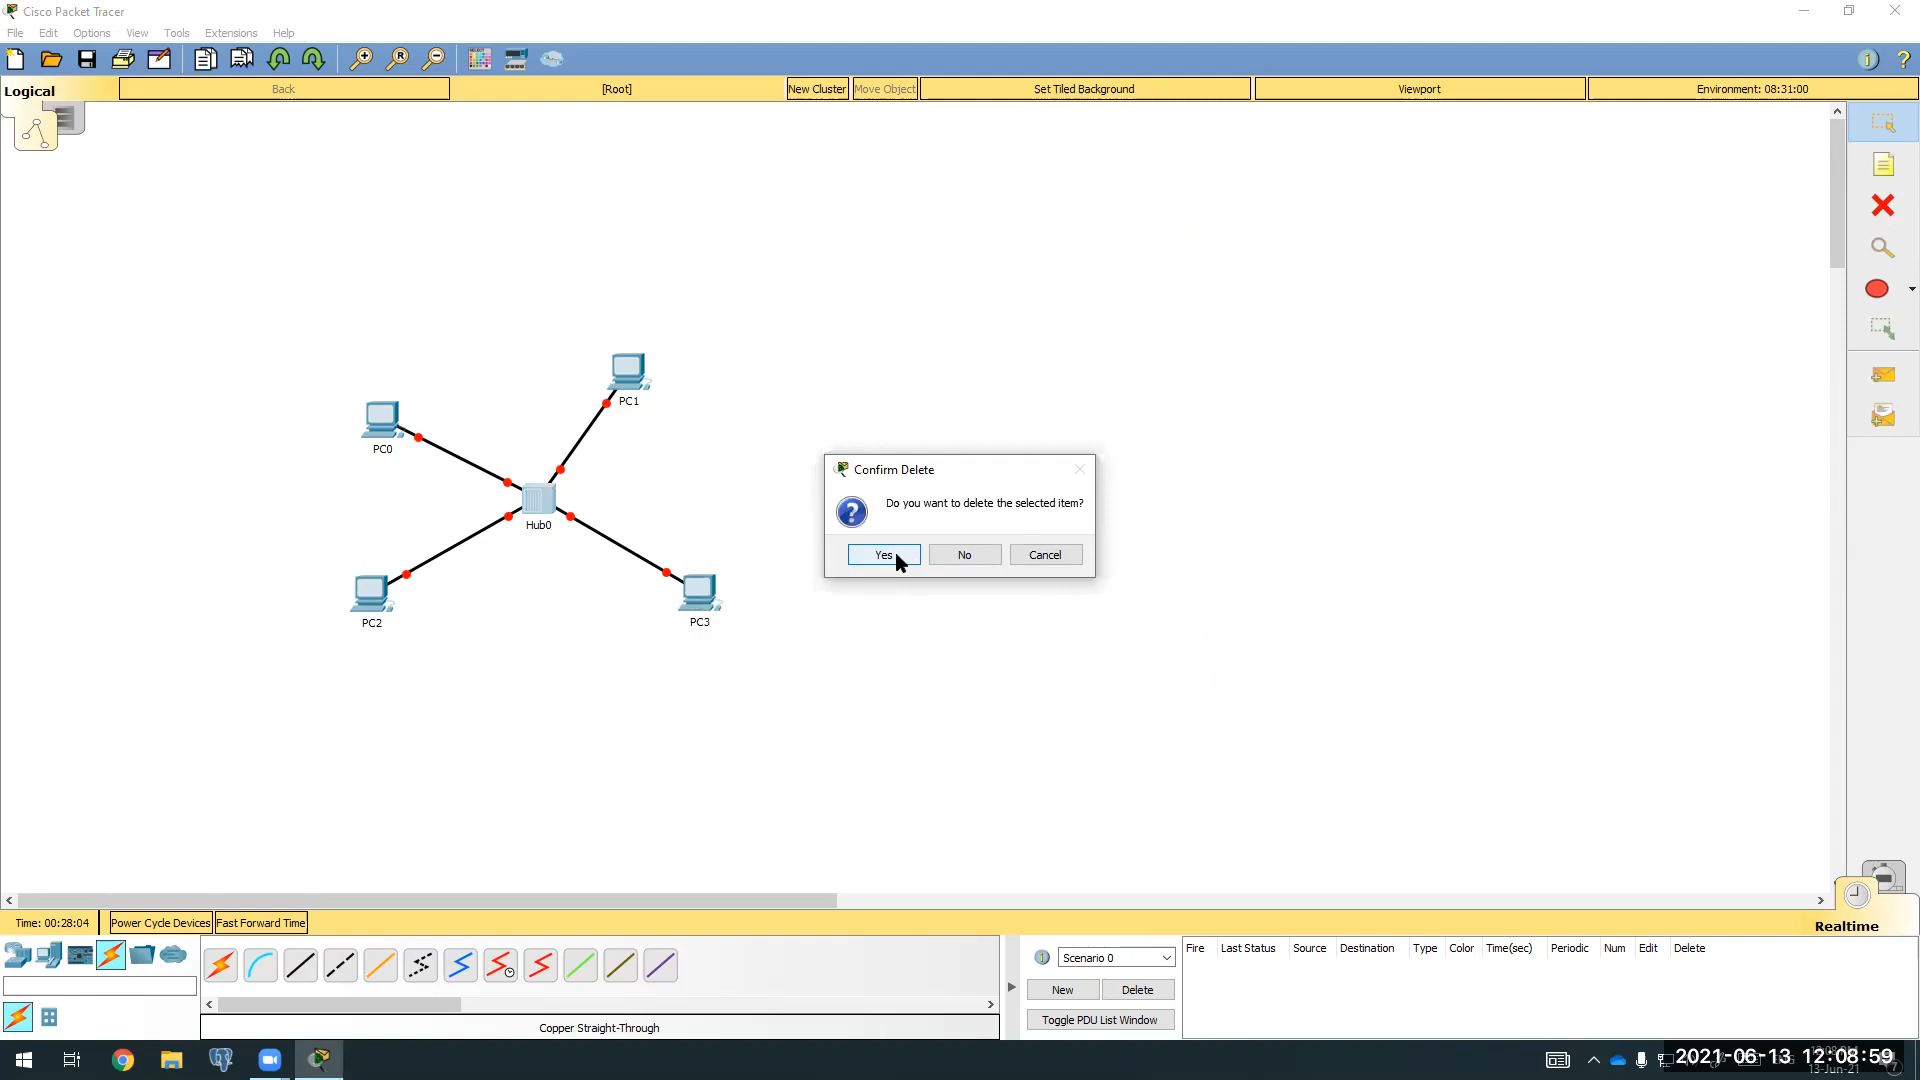 Cisco Packet Tracer
File Edit Options View Tools Extensions Help
Logical Back [Root] New Cluster Move Object Set Tiled Background Viewport Environment: 08:31:00
PC1
PC0
Hub0
PC2
PC3
Confirm Delete
Do you want to delete the selected item?
Yes No Cancel
Time: 00:28:04 Power Cycle Devices Fast Forward Time Realtime
Scenario 0
New Delete
Toggle PDU List Window
Fire Last Status Source Destination Type Color Time(sec) Periodic Num Edit Delete
Copper Straight-Through
2021-06-13 12:08:59
13-Jun-21